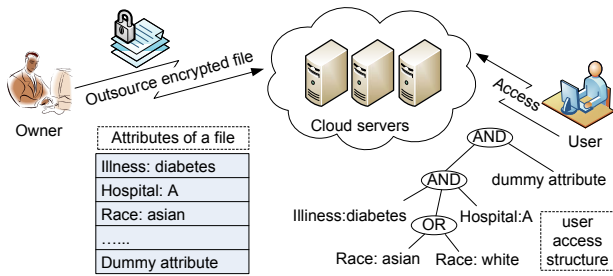 Outsource encrypted file
Owner
Cloud servers
Access
User
Attributes of a file
Illness: diabetes
Hospital: A
Race: asian
…...
Dummy attribute
AND
AND
dummy attribute
Illness:diabetes
Hospital:A
OR
Race: asian
Race: white
user
access
structure